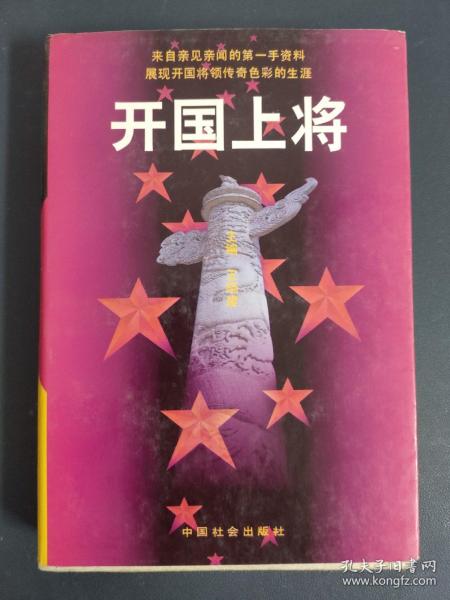 来自亲见亲闻的第一手资料
展现开国将领传奇色彩的生涯
开国上将
主编
中国社会出版社
孔夫子旧书网
www.kongfz.com